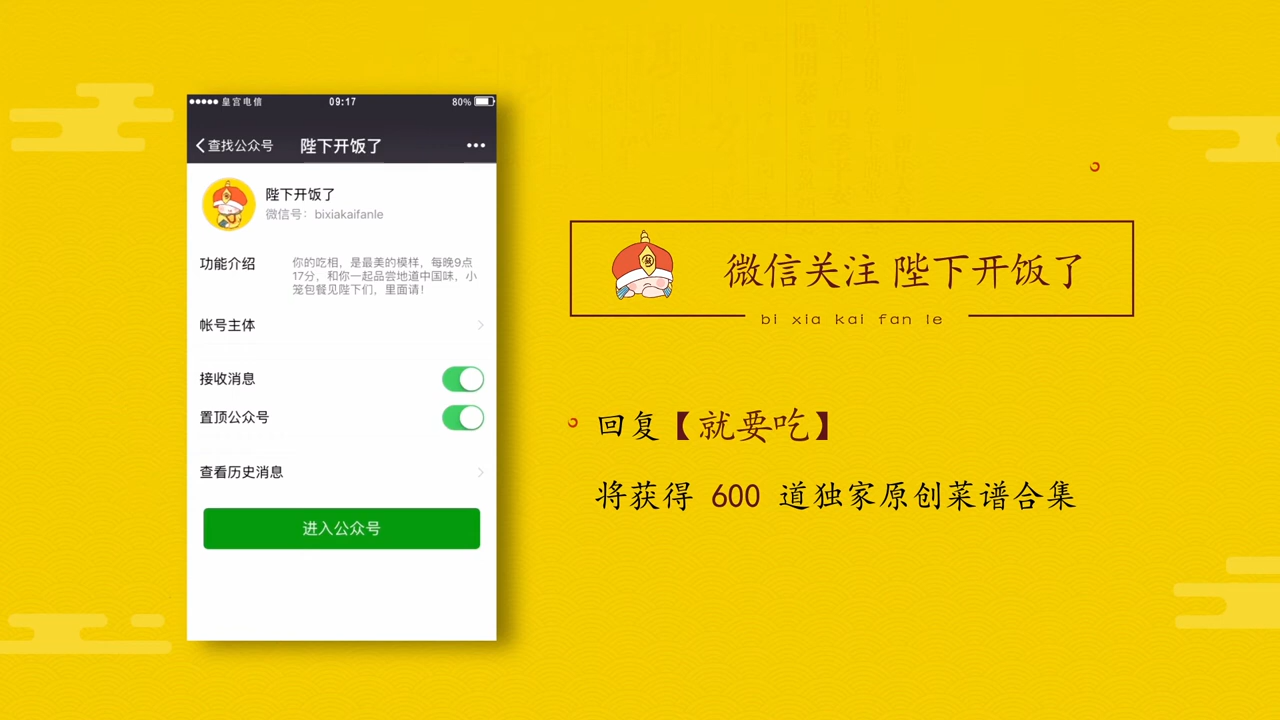 皇宫电信 09:17 80%
查找公众号 陛下开饭了
陛下开饭了
微信号: bixiakaifanle
功能介绍
你的吃相，是最美的模样，每晚9点
17分，和你一起品尝地道中国味，小
笼包餐见陛下们，里面请！
帐号主体
接收消息
置顶公众号
查看历史消息
进入公众号
微信关注 陛下开饭了
bi xia kai fan le
回复【就要吃】
将获得 600 道独家原创菜谱合集